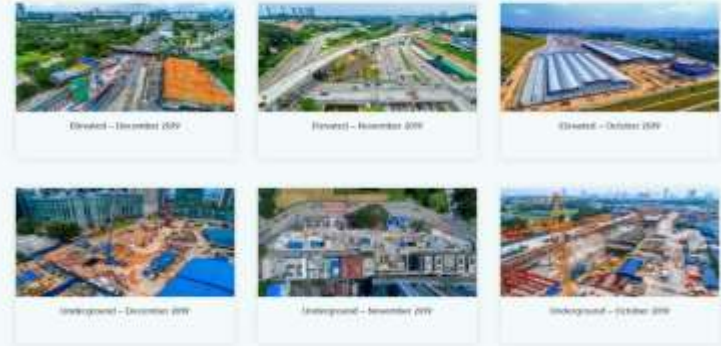 Elevated – December 2019
Elevated – November 2019
Elevated – October 2019
Underground – December 2019
Underground – November 2019
Underground – October 2019